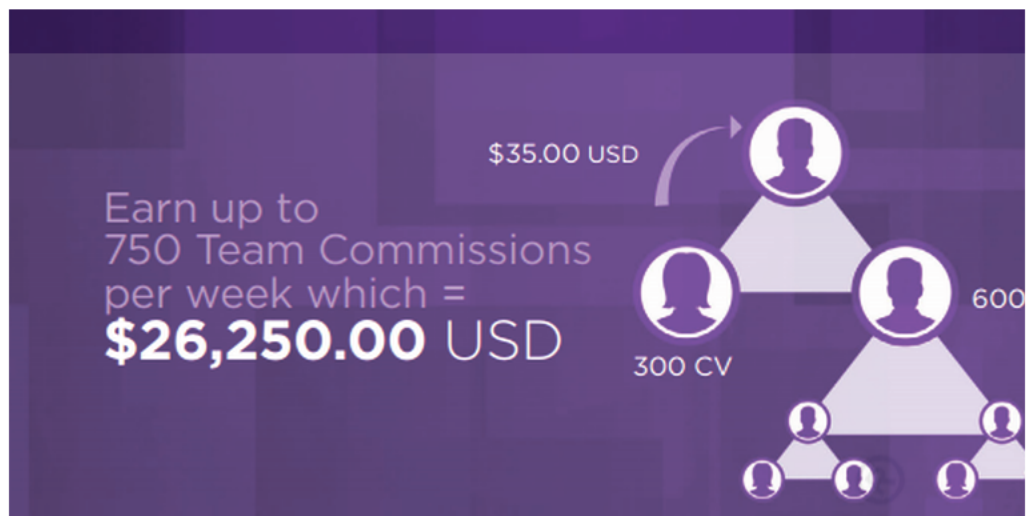 $35.00 USD
Earn up to
750 Team Commissions
per week which =
$26,250.00 USD
600
300 CV